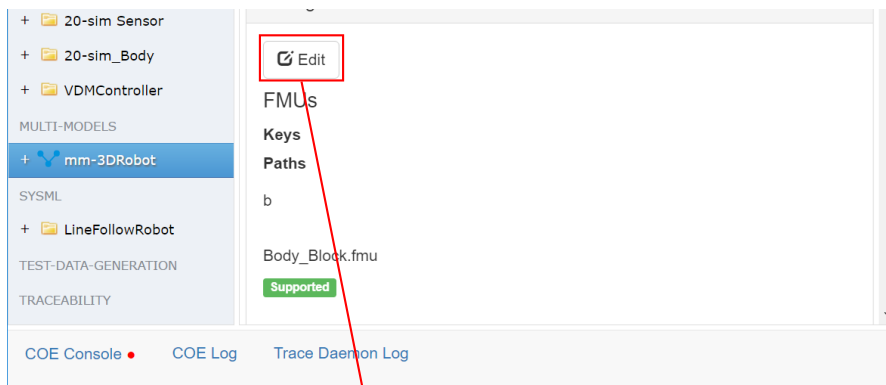 + 20-sim Sensor
+ 20-sim_Body
+ VDMController
MULTI-MODELS
+ mm-3DRobot
SYSML
+ LineFollowRobot
TEST-DATA-GENERATION
TRACEABILITY
Edit
FMUs
Keys
Paths
b
Body_Block.fmu
Supported
COE Console
COE Log
Trace Daemon Log